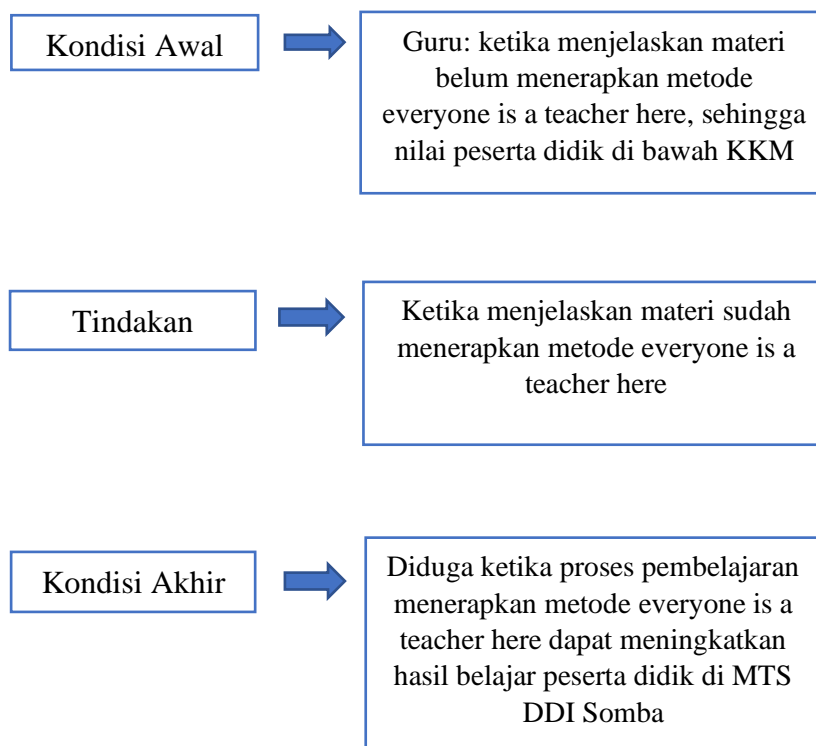 Kondisi Awal
Guru: ketika menjelaskan materi
belum menerapkan metode
everyone is a teacher here, sehingga
nilai peserta didik di bawah KKM
Tindakan
Ketika menjelaskan materi sudah
menerapkan metode everyone is a
teacher here
Kondisi Akhir
Diduga ketika proses pembelajaran
menerapkan metode everyone is a
teacher here dapat meningkatkan
hasil belajar peserta didik di MTS
DDI Somba